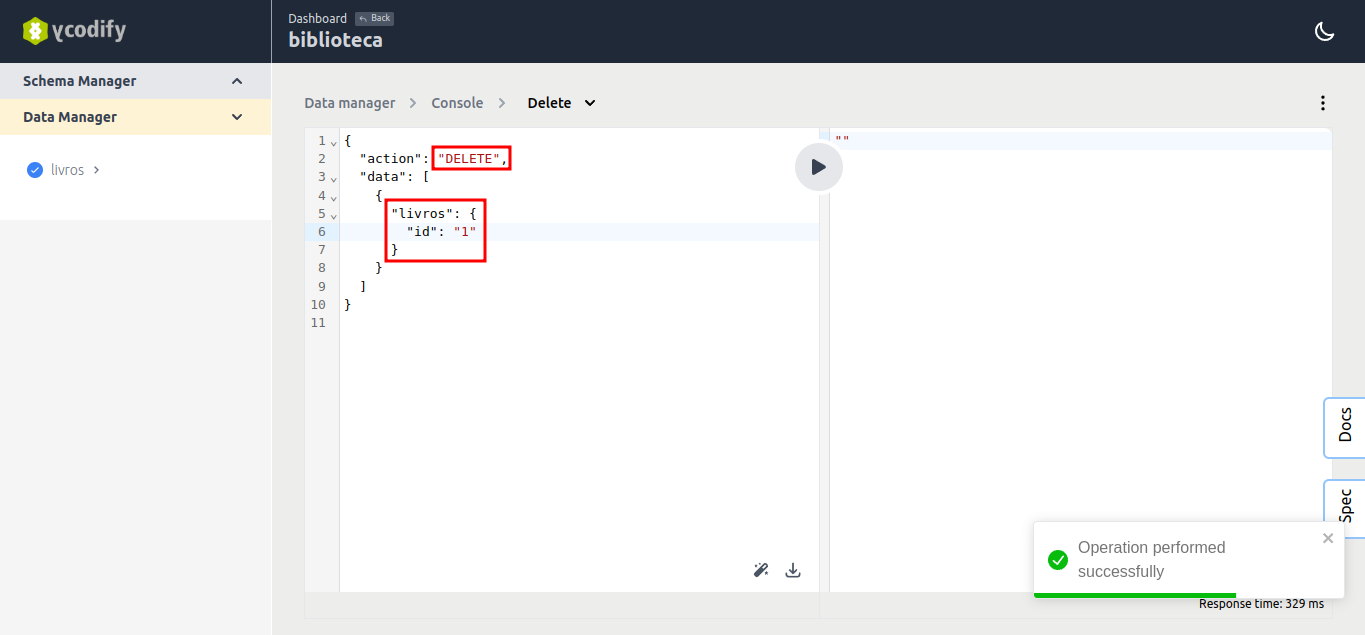 ycodify
Dashboard
Back
biblioteca
Schema Manager
Data Manager
livros
Data manager
Console
Delete
1 {
2 "action": "DELETE",
3 "data": [
4 {
5 "livros": {
6 "id": "1"
7 }
8 }
9 ]
10 }
11
""
Docs
Spec
Operation performed
successfully
Response time: 329 ms